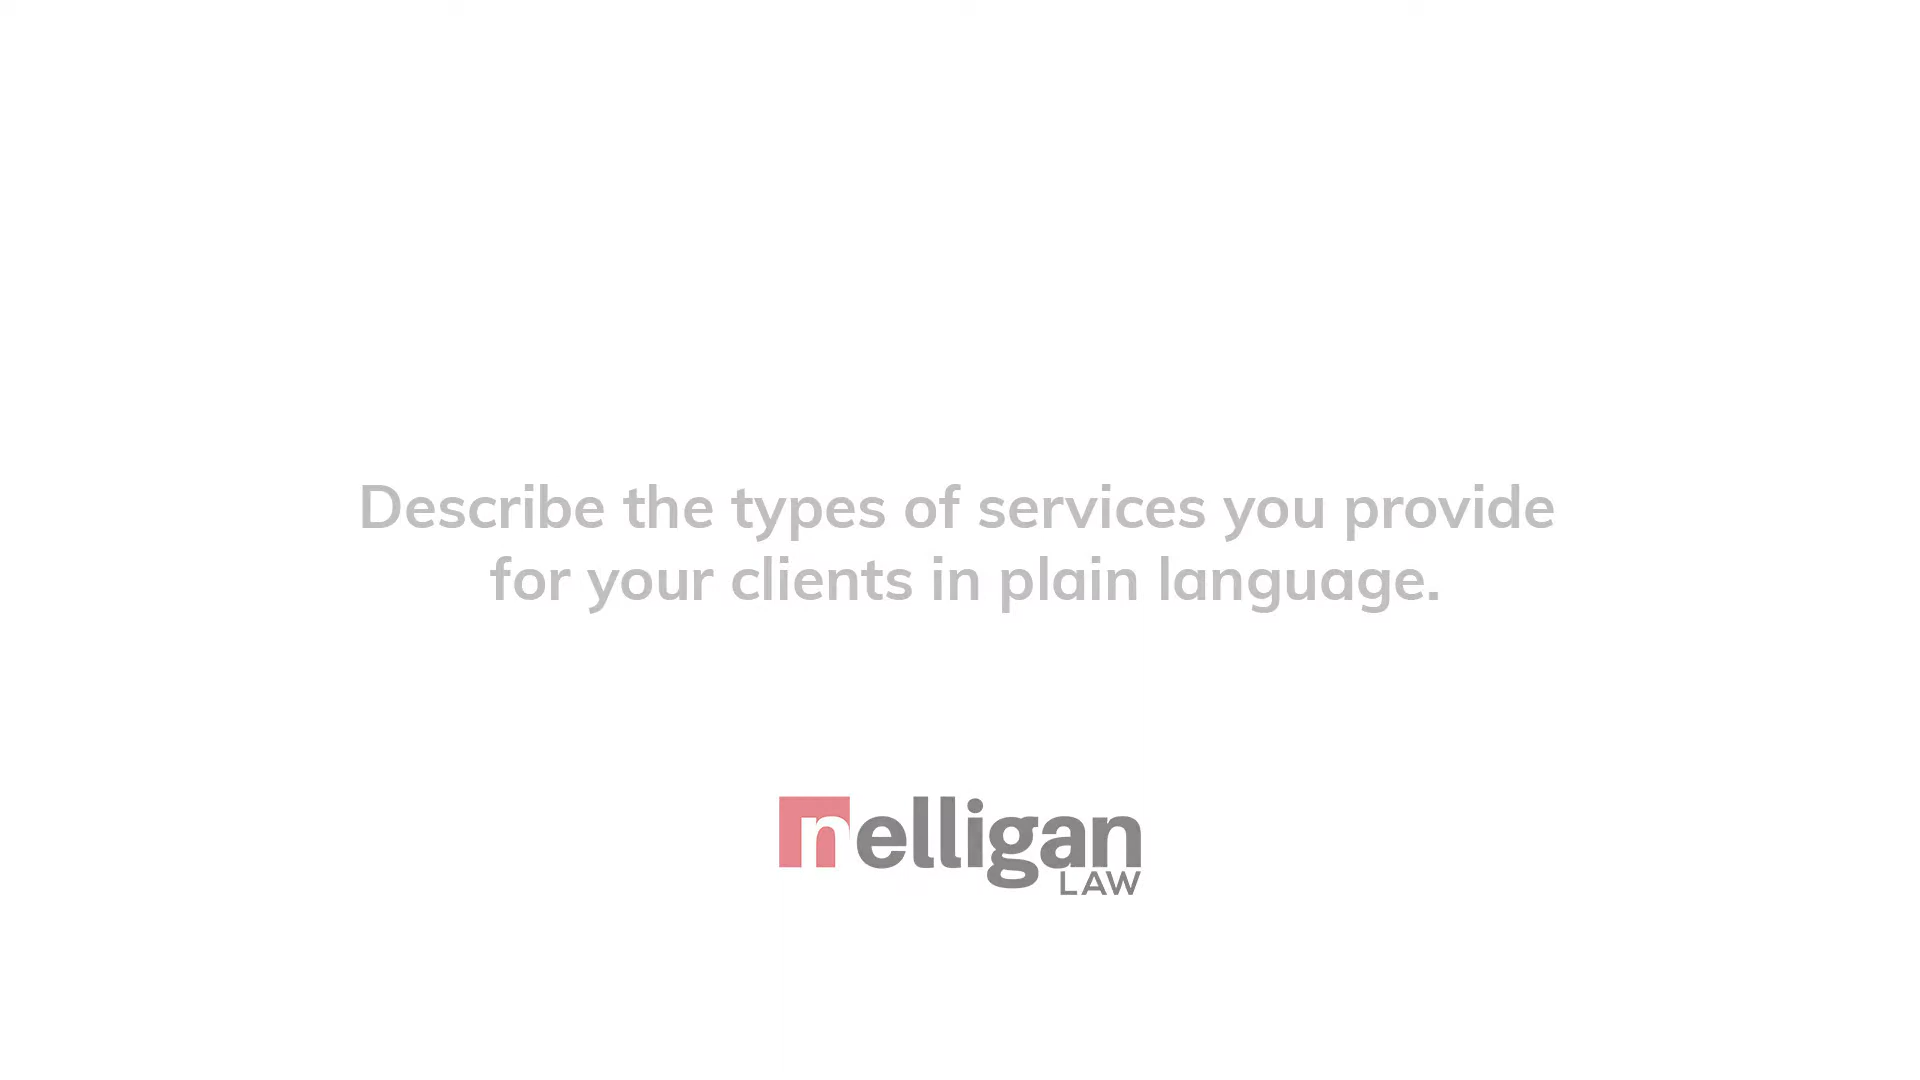 Describe the types of services you provide
for your clients in plain language.
nelligan
LAW